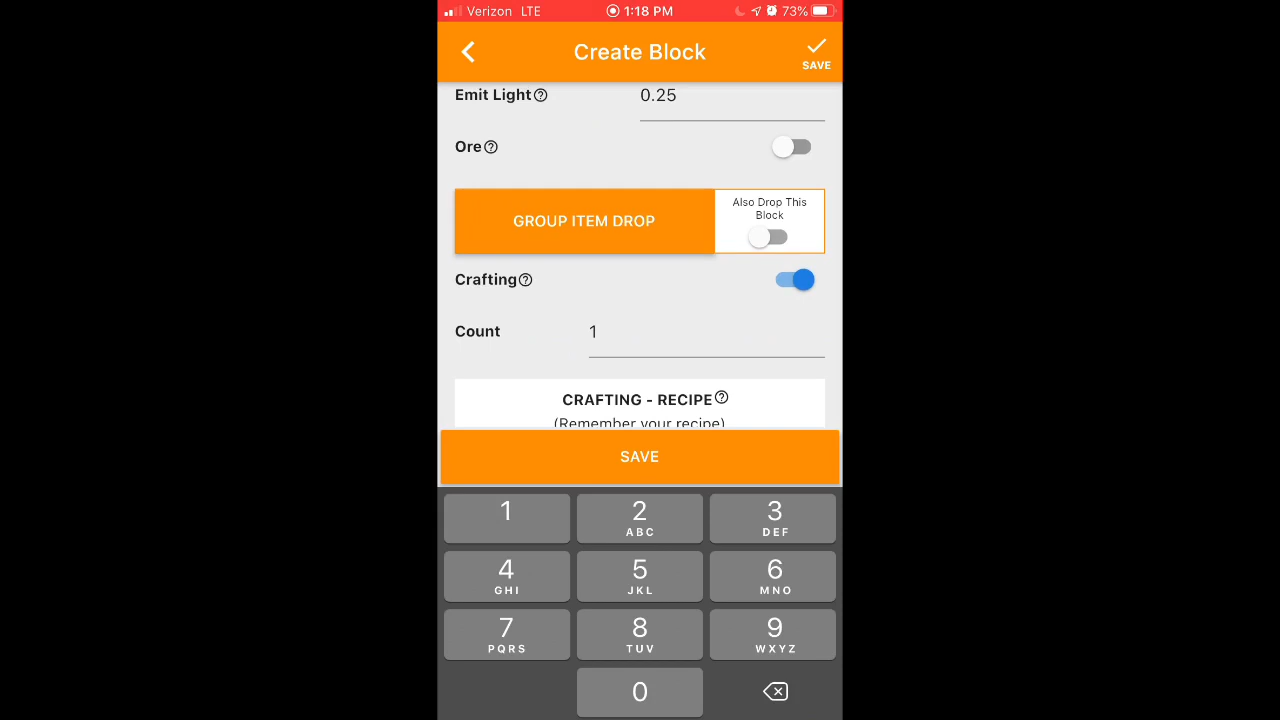 Verizon LTE 1:18 PM 73%
Create Block
SAVE
Emit Light 0.25
Ore
GROUP ITEM DROP
Also Drop This
Block
Crafting
Count 1
CRAFTING - RECIPE
(Remember your recipe)
SAVE
1 2 3
ABC DEF
4 5 6
GHI JKL MNO
7 8 9
PQRS TUV WXYZ
0